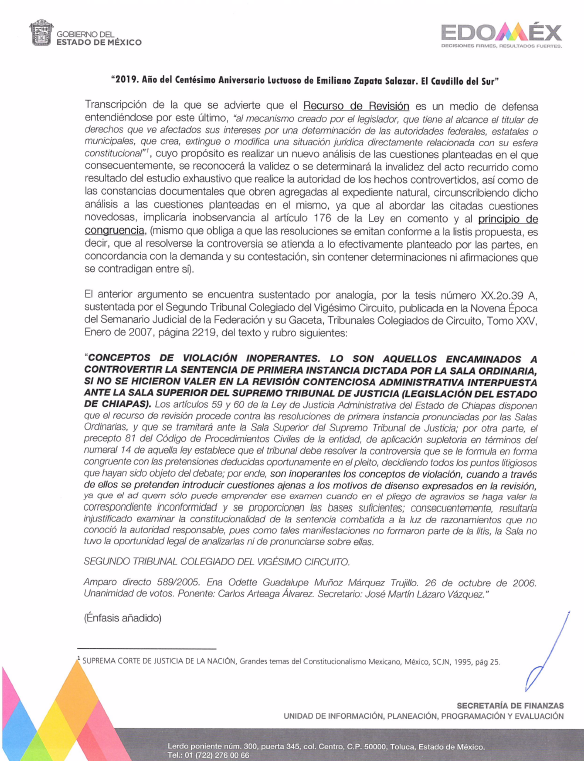 GOBIERNO DEL
ESTADO DE MÉXICO
EDOMÉX
DECISIONES FIRMES, RESULTADOS FUERTES.
"2019. Año del Centésimo Aniversario Luctuoso de Emiliano Zapata Salazar. El Caudillo del Sur"
Transcripción de la que se advierte que el Recurso de Revisión es un medio de defensa
entendiéndose por este último, "al mecanismo creado por el legislador, que tiene al alcance el titular de
derechos que ve afectados sus intereses por una determinación de las autoridades federales, estatales o
municipales, que crea, extingue o modifica una situación jurídica directamente relacionada con su esfera
constitucional"¹, cuyo propósito es realizar un nuevo análisis de las cuestiones planteadas en el que
consecuentemente, se reconocerá la validez o se determinará la invalidez del acto recurrido como
resultado del estudio exhaustivo que realice la autoridad de los hechos controvertidos, así como de
las constancias documentales que obren agregadas al expediente natural, circunscribiendo dicho
análisis a las cuestiones planteadas en el mismo, ya que al abordar las citadas cuestiones
novedosas, implicaría inobservancia al artículo 176 de la Ley en comento y al principio de
congruencia, (mismo que obliga a que las resoluciones se emitan conforme a la listis propuesta, es
decir, que al resolverse la controversia se atienda a lo efectivamente planteado por las partes, en
concordancia con la demanda y su contestación, sin contener determinaciones ni afirmaciones que
se contradigan entre sí).
El anterior argumento se encuentra sustentado por analogía, por la tesis número XX.2o.39 A,
sustentada por el Segundo Tribunal Colegiado del Vigésimo Circuito, publicada en la Novena Época
del Semanario Judicial de la Federación y su Gaceta, Tribunales Colegiados de Circuito, Tomo XXV,
Enero de 2007, página 2219, del texto y rubro siguientes:
"CONCEPTOS DE VIOLACIÓN INOPERANTES. LO SON AQUELLOS ENCAMINADOS A
CONTROVERTIR LA SENTENCIA DE PRIMERA INSTANCIA DICTADA POR LA SALA ORDINARIA,
SI NO SE HICIERON VALER EN LA REVISIÓN CONTENCIOSA ADMINISTRATIVA INTERPUESTA
ANTE LA SALA SUPERIOR DEL SUPREMO TRIBUNAL DE JUSTICIA (LEGISLACIÓN DEL ESTADO
DE CHIAPAS). Los artículos 59 y 60 de la Ley de Justicia Administrativa del Estado de Chiapas disponen
que el recurso de revisión procede contra las resoluciones de primera instancia pronunciadas por las Salas
Ordinarias, y que se tramitará ante la Sala Superior del Supremo Tribunal de Justicia; por otra parte, el
precepto 81 del Código de Procedimientos Civiles de la entidad, de aplicación supletoria en términos del
numeral 14 de aquella ley establece que el tribunal debe resolver la controversia que se le formula en forma
congruente con las pretensiones deducidas oportunamente en el pleito, decidiendo todos los puntos litigiosos
que hayan sido objeto del debate; por ende, son inoperantes los conceptos de violación, cuando a través
de ellos se pretenden introducir cuestiones ajenas a los motivos de disenso expresados en la revisión,
ya que el ad quem sólo puede emprender ese examen cuando en el pliego de agravios se haga valer la
correspondiente inconformidad y se proporcionen las bases suficientes; consecuentemente, resultaría
injustificado examinar la constitucionalidad de la sentencia combatida a la luz de razonamientos que no
conoció la autoridad responsable, pues como tales manifestaciones no formaron parte de la litis, la Sala no
tuvo la oportunidad legal de analizarlas ni de pronunciarse sobre ellas.
SEGUNDO TRIBUNAL COLEGIADO DEL VIGÉSIMO CIRCUITO.
Amparo directo 589/2005. Ena Odette Guadalupe Muñoz Márquez Trujillo. 26 de octubre de 2006.
Unanimidad de votos. Ponente: Carlos Arteaga Álvarez. Secretario: José Martín Lázaro Vázquez."
(Énfasis añadido)
¹ SUPREMA CORTE DE JUSTICIA DE LA NACIÓN, Grandes temas del Constitucionalismo Mexicano, México, SCJN, 1995, pág 25.
SECRETARÍA DE FINANZAS
UNIDAD DE INFORMACIÓN, PLANEACIÓN, PROGRAMACIÓN Y EVALUACIÓN
Lerdo poniente núm. 300, puerta 345, col. Centro, C.P. 50000, Toluca, Estado de México.
Tel.: 01 (722) 276 00 66